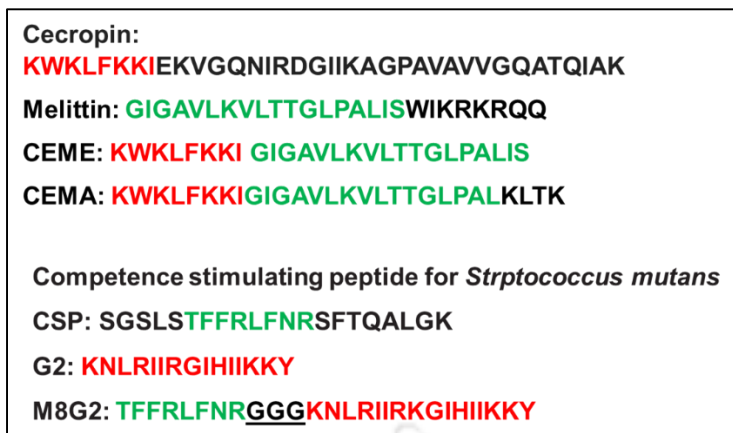 Cecropin:
KWKLFKKIEKVGQNIRDGIIKAGPAVAVVGQATQIAK
Melittin: GIGAVLKVLTTGLPALISWIKRKRQQ
CEME: KWKLFKKI GIGAVLKVLTTGLPALIS
CEMA: KWKLFKKIGIGAVLKVLTTGLPALKLTK
Competence stimulating peptide for Strptococcus mutans
CSP: SGSLSTFFRLFNRSFTQALGK
G2: KNLRIIRGIHIIKKY
M8G2: TFFRLFNRGGGKNLRIIRKGIHIIKKY